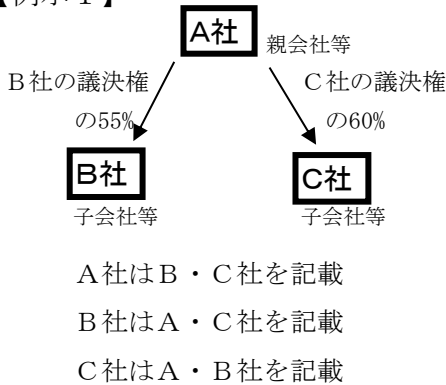 【例示1】
A社 親会社等
B社の議決権
の55%
C社の議決権
の60%
B社
子会社等
C社
子会社等
A社はB・C社を記載
B社はA・C社を記載
C社はA・B社を記載